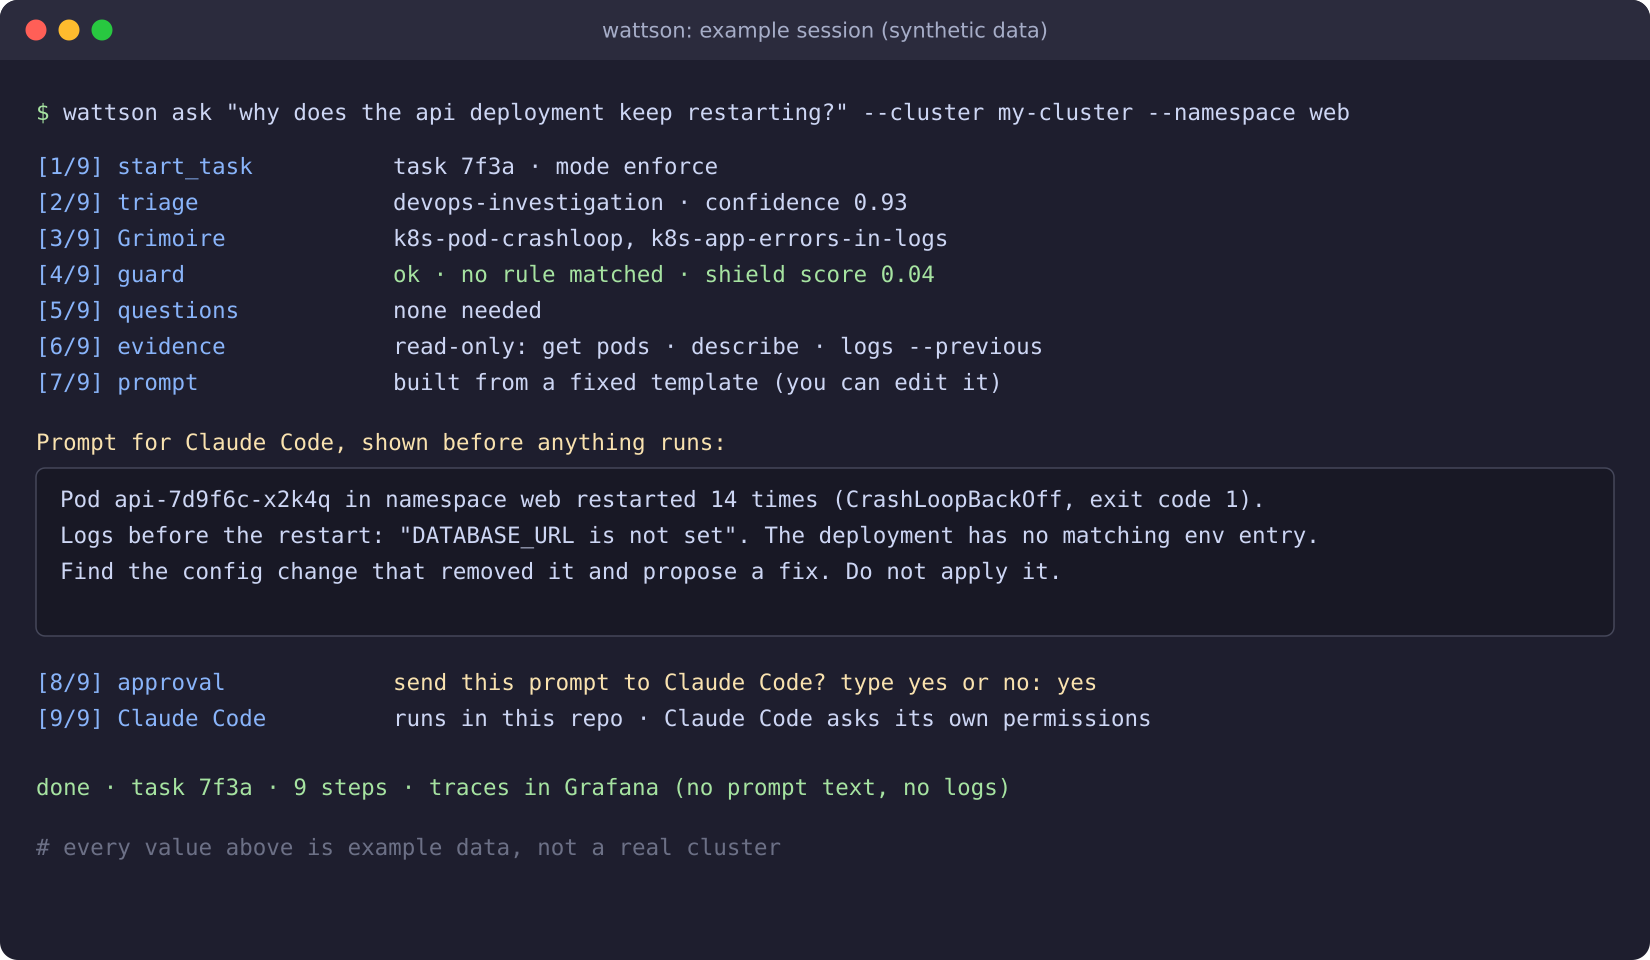 wattson: example session (synthetic data)
$ wattson ask "why does the api deployment keep restarting?" --cluster my-cluster --namespace web
[1/9] start_task task 7f3a · mode enforce
[2/9] triage devops-investigation · confidence 0.93
[3/9] Grimoire k8s-pod-crashloop, k8s-app-errors-in-logs
[4/9] guard ok · no rule matched · shield score 0.04
[5/9] questions none needed
[6/9] evidence read-only: get pods · describe · logs --previous
[7/9] prompt built from a fixed template (you can edit it)
Prompt for Claude Code, shown before anything runs:
Pod api-7d9f6c-x2k4q in namespace web restarted 14 times (CrashLoopBackOff, exit code 1).
Logs before the restart: "DATABASE_URL is not set". The deployment has no matching env entry.
Find the config change that removed it and propose a fix. Do not apply it.
[8/9] approval send this prompt to Claude Code? type yes or no: yes
[9/9] Claude Code runs in this repo · Claude Code asks its own permissions
done · task 7f3a · 9 steps · traces in Grafana (no prompt text, no logs)
# every value above is example data, not a real cluster